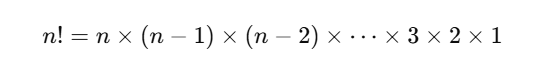 n! = n × (n − 1) × (n − 2) × ⋯ × 3 × 2 × 1